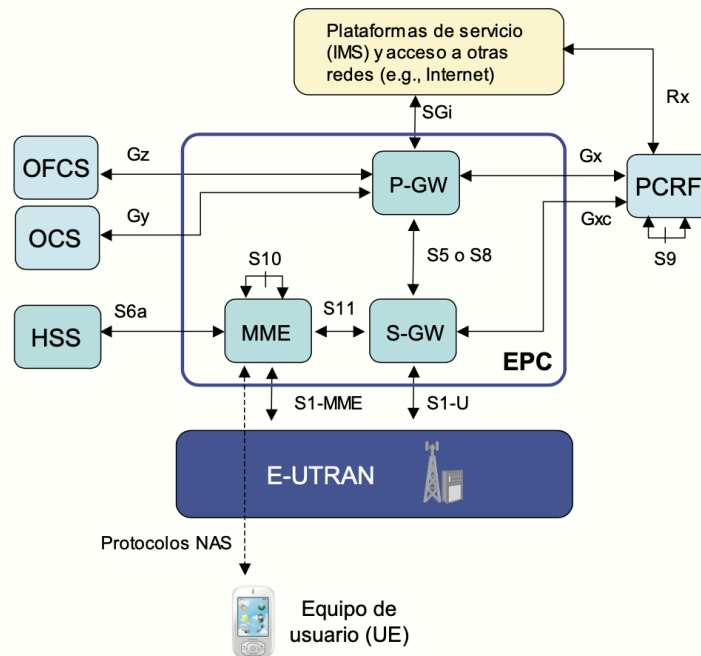 Plataformas de servicio
(IMS) y acceso a otras
redes (e.g., Internet)
SGi
Rx
OFCS
Gz
P-GW
Gx
PCRF
OCS
Gy
Gxc
S10
S5 o S8
S9
HSS
S6a
MME
S11
S-GW
EPC
S1-MME
S1-U
E-UTRAN
Protocolos NAS
Equipo de
usuario (UE)